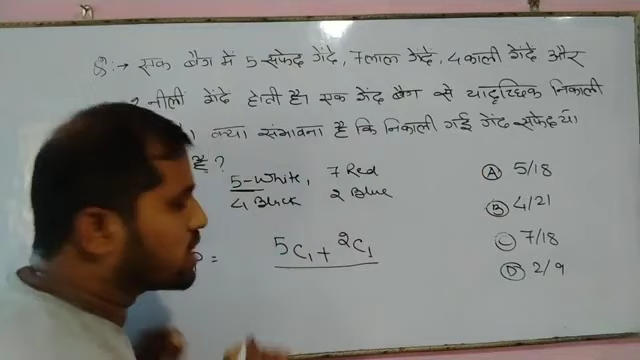 Q:→ एक बैग में 5 सफेद गेंदे, 7 लाल गेंदे, 4 काली गेंदे और
नीली गेंदे होती है। एक गेंद बैग से यादृच्छिक निकाली
क्या संभावना है कि निकाली गई गेंद सफेद या
है?
5-White, 7 Red
4 Black 2 Blue
= 5C1 + 2C1
(A) 5/18
(B) 4/21
(C) 7/18
(D) 2/9